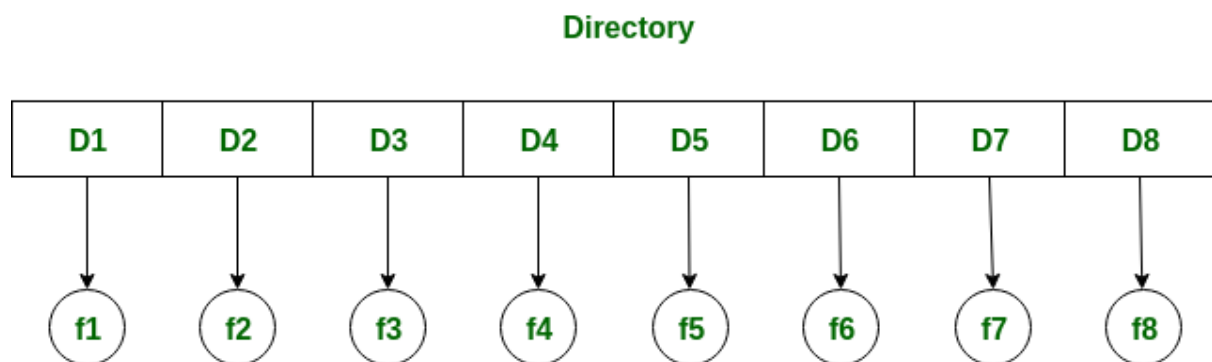 Directory
D1 D2 D3 D4 D5 D6 D7 D8
f1 f2 f3 f4 f5 f6 f7 f8